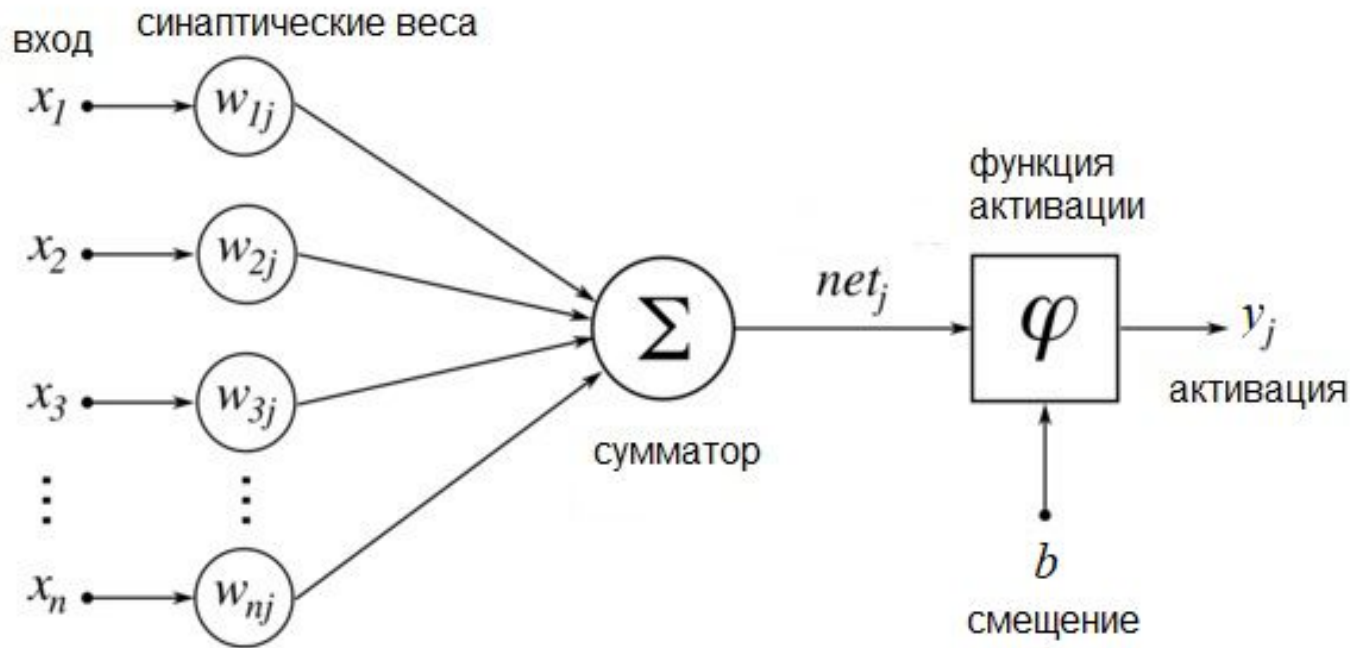 вход
синаптические веса
x₁
w₁ⱼ
x₂
w₂ⱼ
x₃
w₃ⱼ
⋮
⋮
xₙ
wₙⱼ
Σ
сумматор
netⱼ
функция
активации
φ
yⱼ
активация
b
смещение